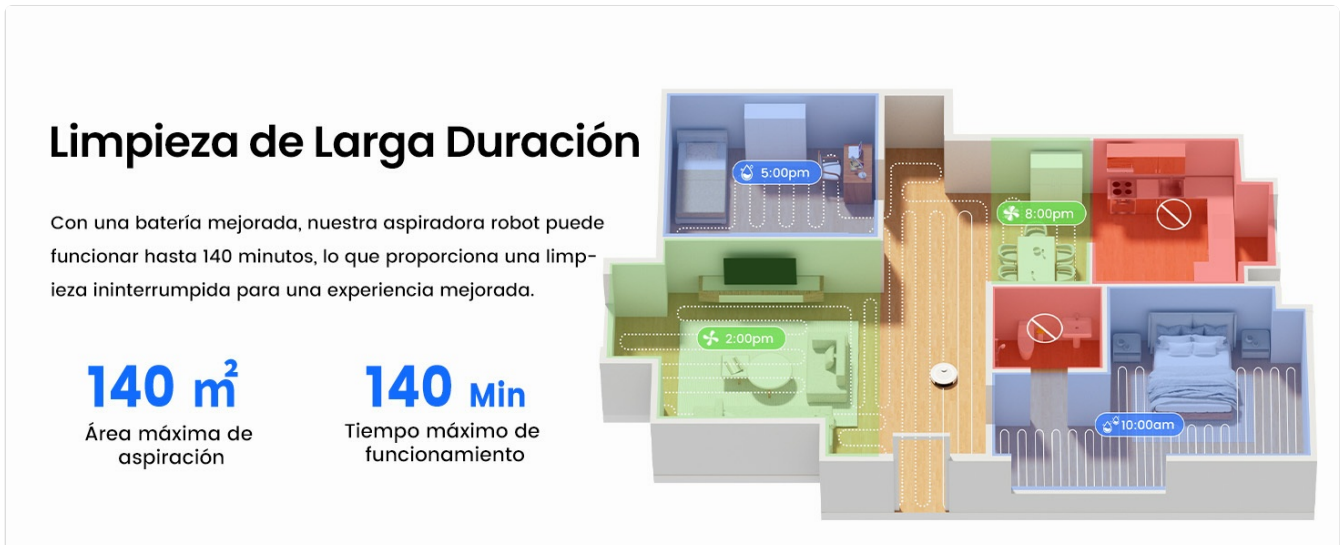 Limpieza de Larga Duración
Con una batería mejorada, nuestra aspiradora robot puede
funcionar hasta 140 minutos, lo que proporciona una limp-
ieza ininterrumpida para una experiencia mejorada.
140 m²
Área máxima de
aspiración
140 Min
Tiempo máximo de
funcionamiento
5:00pm
8:00pm
2:00pm
10:00am